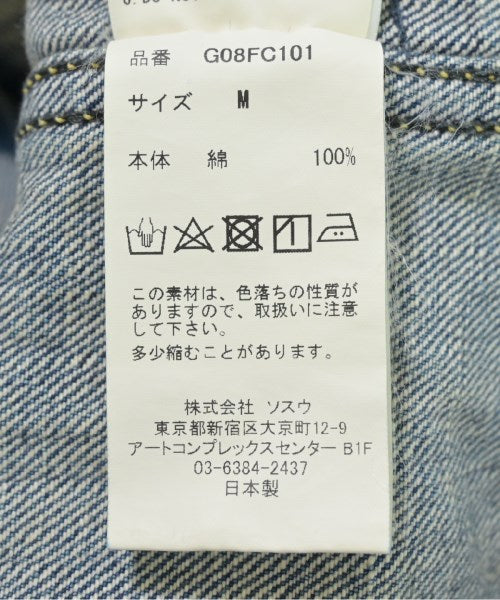 品番 G08FC101
サイズ M
本体 綿 100%
この素材は、色落ちの性質が
ありますので、取扱いに注意
して下さい。
多少縮むことがあります。
株式会社 ソスウ
東京都新宿区大京町12-9
アートコンプレックスセンター B1F
03-6384-2437
日本製